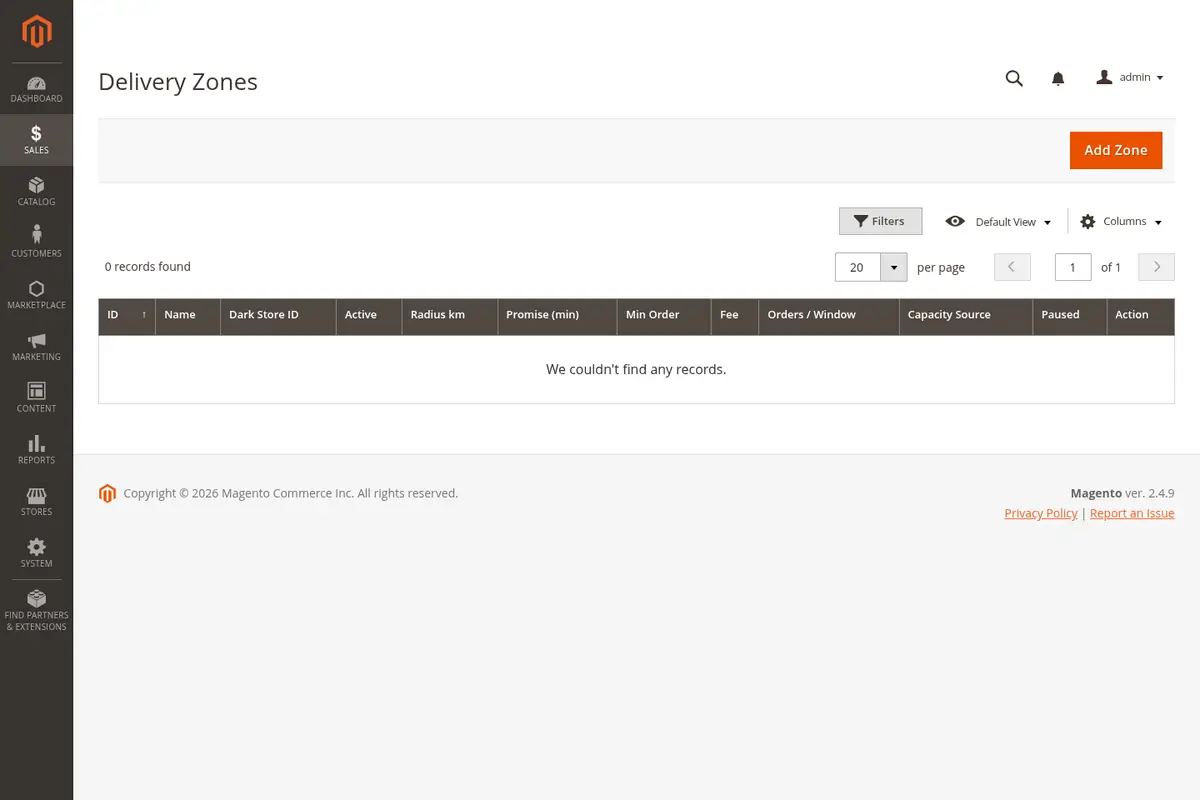 DASHBOARD
SALES
CATALOG
CUSTOMERS
MARKETPLACE
MARKETING
CONTENT
REPORTS
STORES
SYSTEM
FIND PARTNERS
& EXTENSIONS
Delivery Zones
admin
Add Zone
Filters
Default View
Columns
0 records found
20
per page
1
of 1
ID ↑ Name Dark Store ID Active Radius km Promise (min) Min Order Fee Orders / Window Capacity Source Paused Action
We couldn't find any records.
Copyright © 2026 Magento Commerce Inc. All rights reserved.
Magento ver. 2.4.9
Privacy Policy | Report an Issue